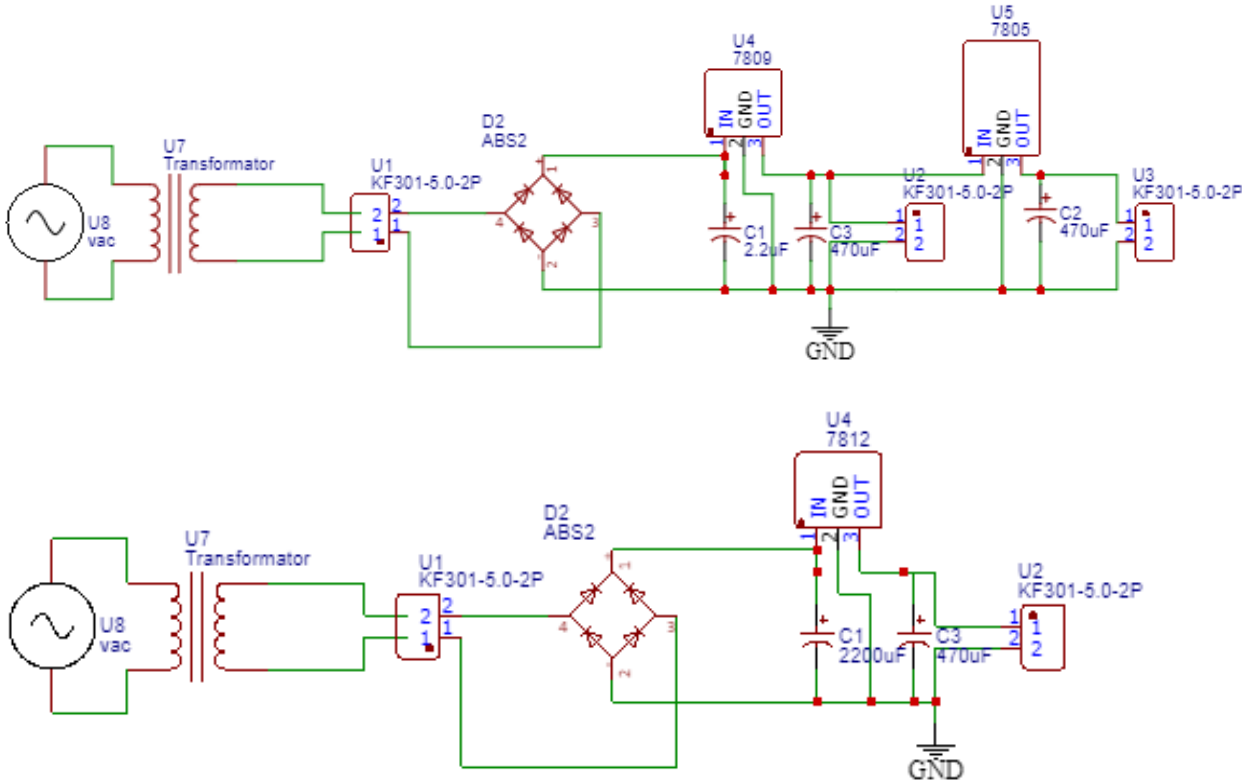 U5
7805
U4
7809
IN
GND
OUT
1
2
3
IN
GND
OUT
1
2
3
D2
ABS2
U7
Transformator
U1
KF301-5.0-2P
U2
KF301-5.0-2P
U3
KF301-5.0-2P
U8
vac
2
1
2
1
+
1
4
3
2
-
+
C1
2.2uF
+
C3
470uF
1
2
1
2
+
C2
470uF
1
2
1
2
GND
U4
7812
IN
GND
OUT
1
2
3
D2
ABS2
U7
Transformator
U1
KF301-5.0-2P
U2
KF301-5.0-2P
U8
vac
2
1
2
1
+
1
4
3
2
-
+
C1
2200uF
+
C3
470uF
1
2
1
2
GND